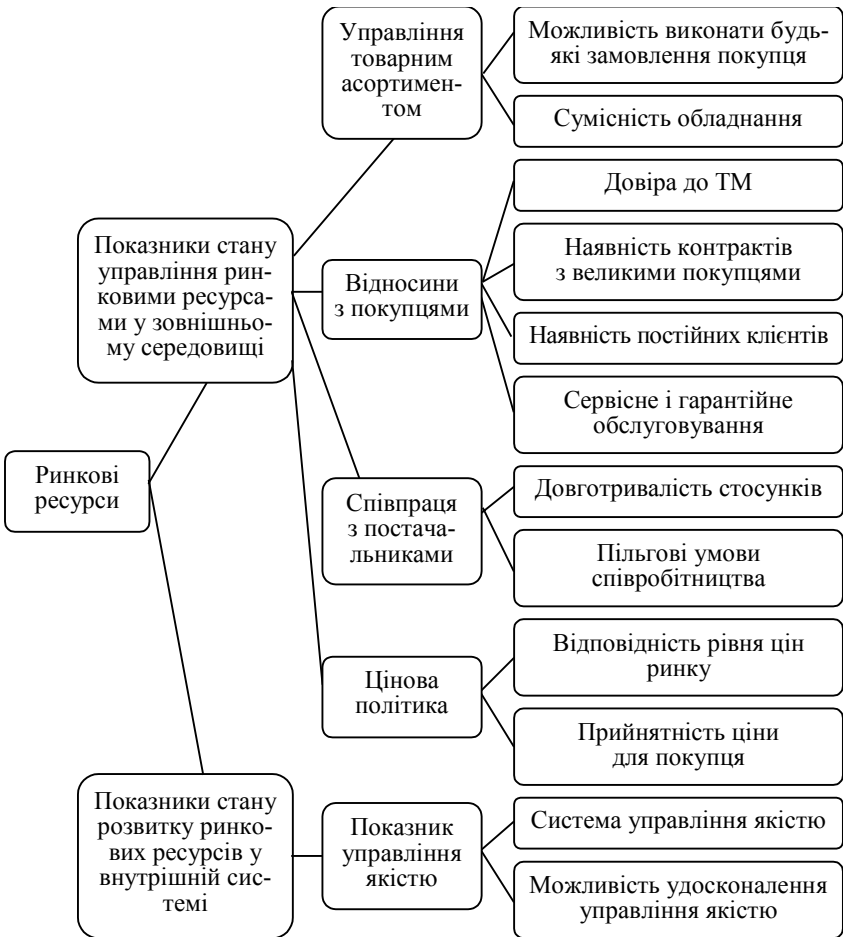 Управління
товарним
асортимен-
том
Можливість виконати будь-
які замовлення покупця
Сумісність обладнання
Показники стану
управління рин-
ковими ресурса-
ми у зовнішньо-
му середовищі
Відносини
з покупцями
Довіра до ТМ
Наявність контрактів
з великими покупцями
Наявність постійних клієнтів
Сервісне і гарантійне
обслуговування
Ринкові
ресурси
Співпраця
з постача-
льниками
Довготривалість стосунків
Пільгові умови
співробітництва
Цінова
політика
Відповідність рівня цін
ринку
Прийнятність ціни
для покупця
Показники стану
розвитку ринко-
вих ресурсів у
внутрішній сис-
темі
Показник
управління
якістю
Система управління якістю
Можливість удосконалення
управління якістю